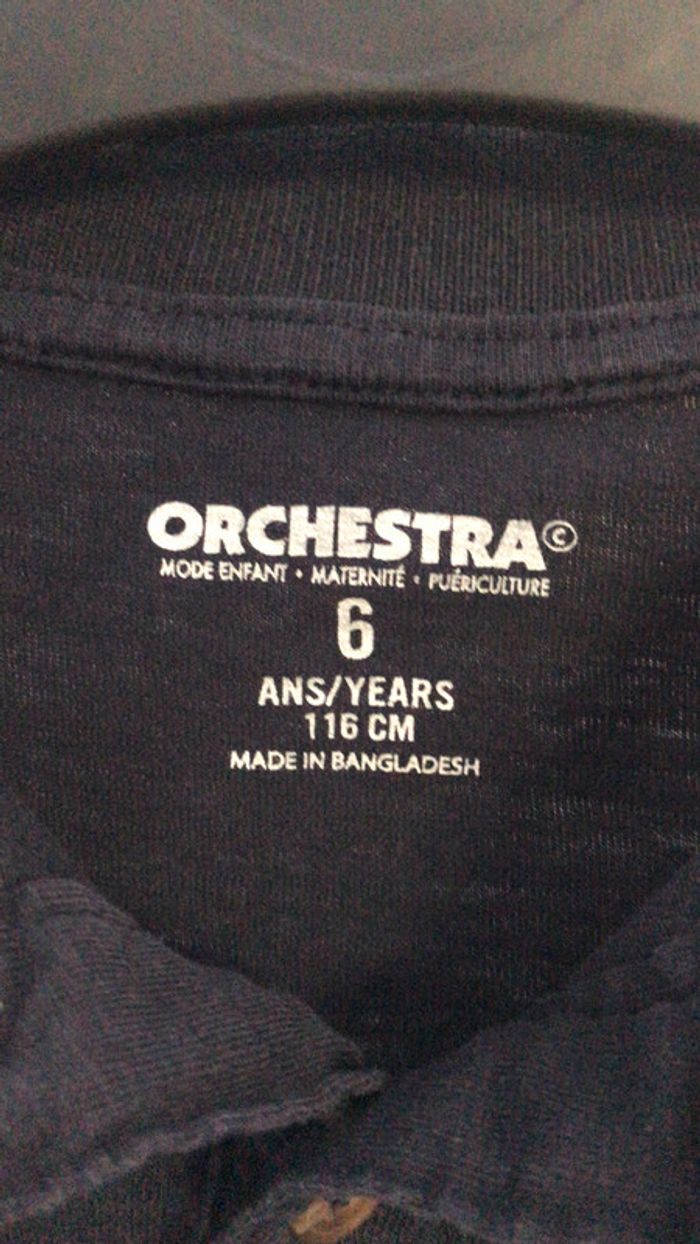 ORCHESTRA©
MODE ENFANT • MATERNITÉ • PUÉRICULTURE
6
ANS/YEARS
116 CM
MADE IN BANGLADESH